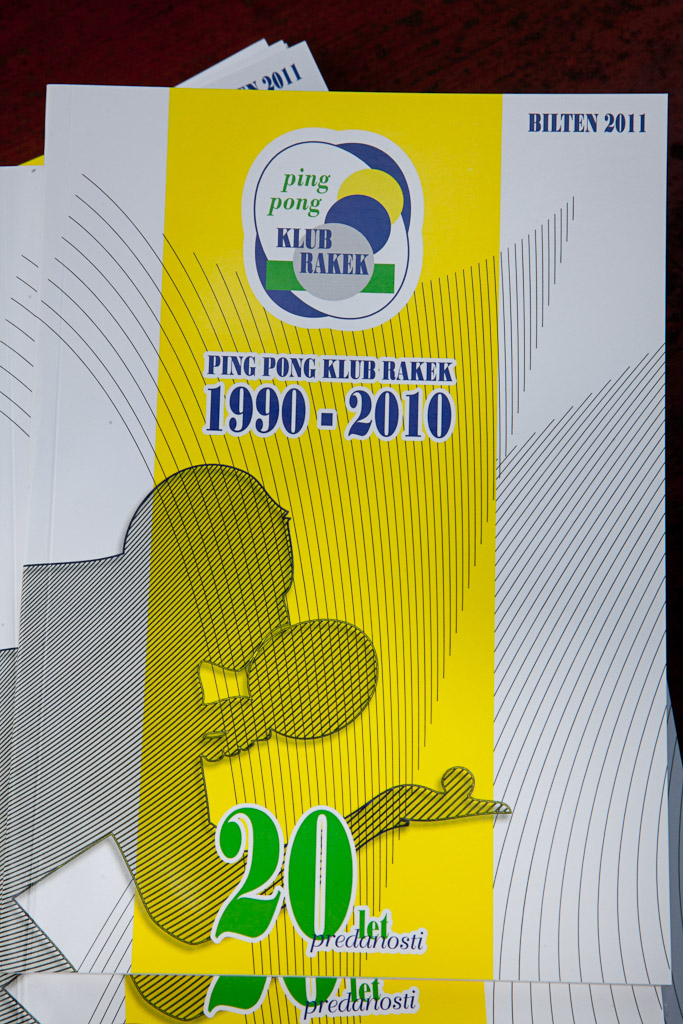 EN 2011
BILTEN 2011
ping
pong
KLUB
RAKEK
PING PONG KLUB RAKEK
1990 - 2010
20 let
predanosti
20 let
predanosti